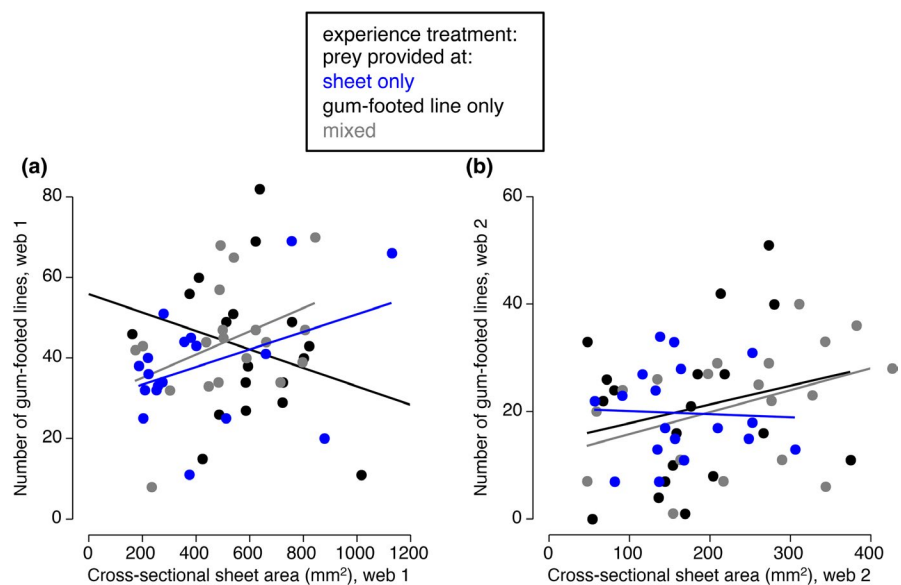 experience treatment:
prey provided at:
sheet only
gum-footed line only
mixed
(a)
80
60
40
20
0
Number of gum-footed lines, web 1
0 200 400 600 800 1000 1200
Cross-sectional sheet area (mm²), web 1
(b)
60
40
20
0
Number of gum-footed lines, web 2
0 100 200 300 400
Cross-sectional sheet area (mm²), web 2